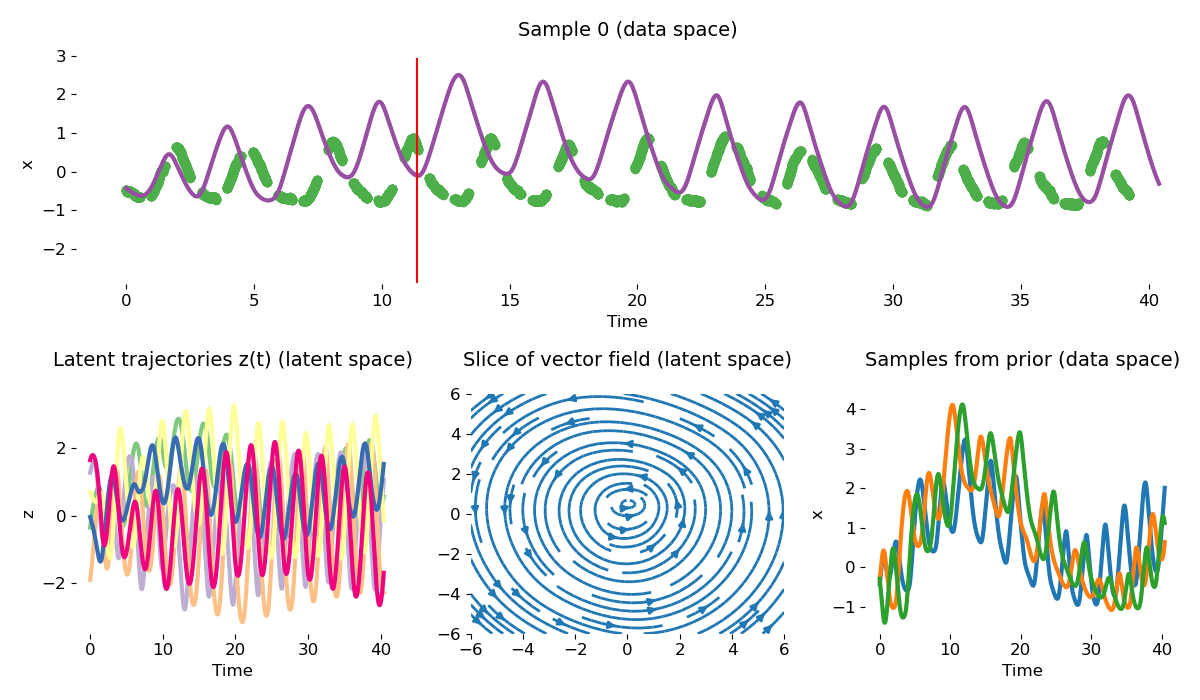 Sample 0 (data space)
3
2
1
0
−1
−2
x
0 5 10 15 20 25 30 35 40
Time
Latent trajectories z(t) (latent space)
2
0
−2
z
0 10 20 30 40
Time
Slice of vector field (latent space)
6
4
2
0
−2
−4
−6
−6 −4 −2 0 2 4 6
Samples from prior (data space)
4
3
2
1
0
−1
x
0 10 20 30 40
Time